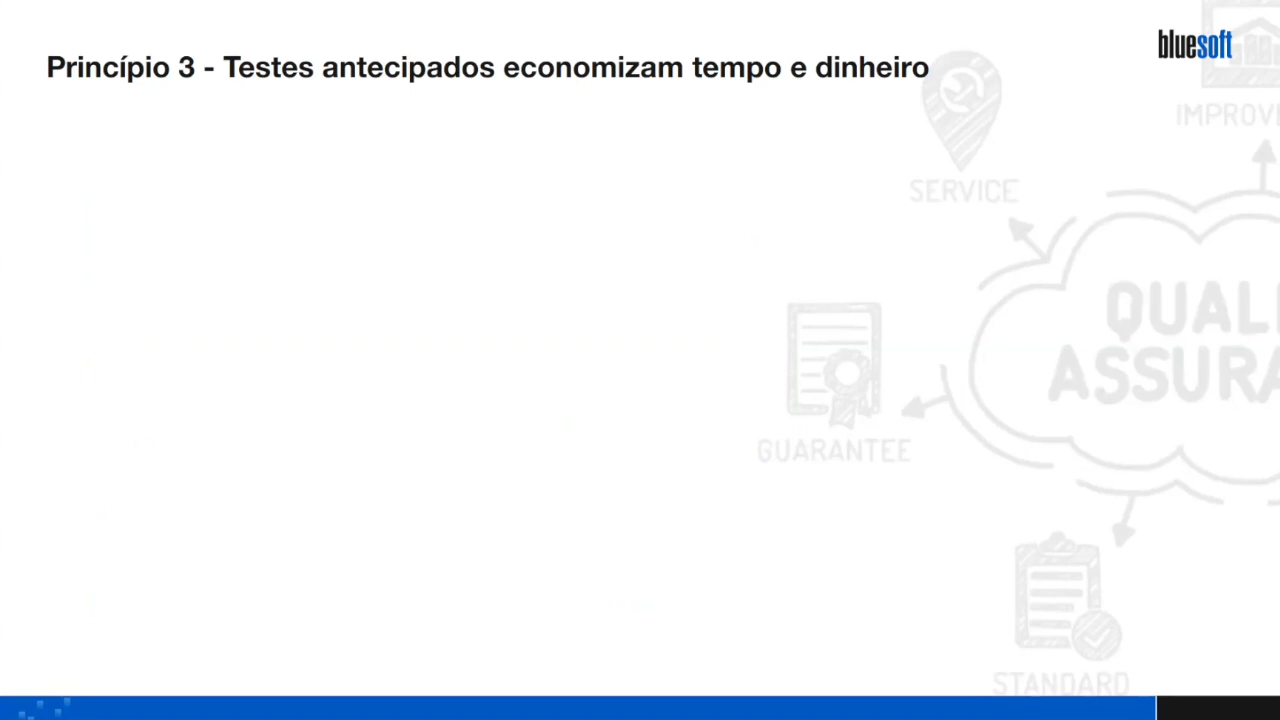 bluesoft
Princípio 3 - Testes antecipados economizam tempo e dinheiro
SERVICE
GUARANTEE
STANDARD